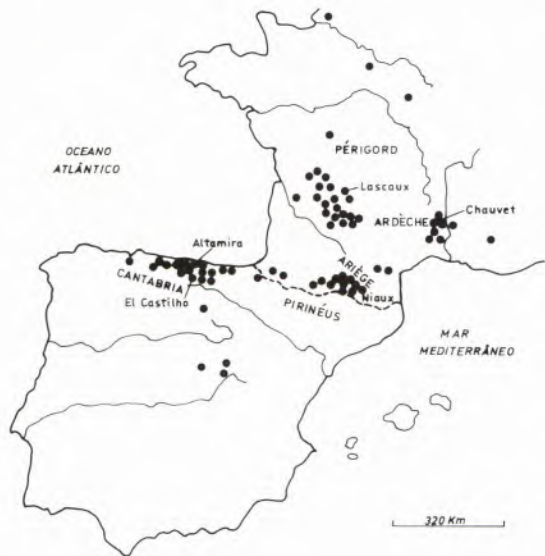 OCEANO
ATLÂNTICO
PÉRIGORD
Lascaux
ARDÈCHE
Chauvet
Altamira
CANTABRIA
El Castilho
ARIÈGE
Niaux
PIRINÉUS
MAR
MEDITERRÂNEO
320 Km